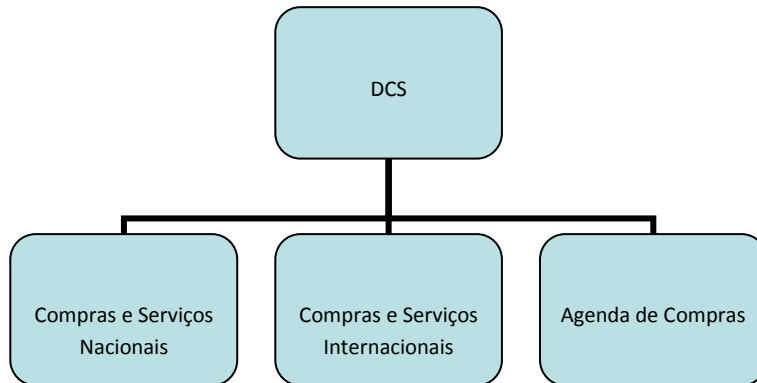 DCS
Compras e Serviços
Nacionais
Compras e Serviços
Internacionais
Agenda de Compras